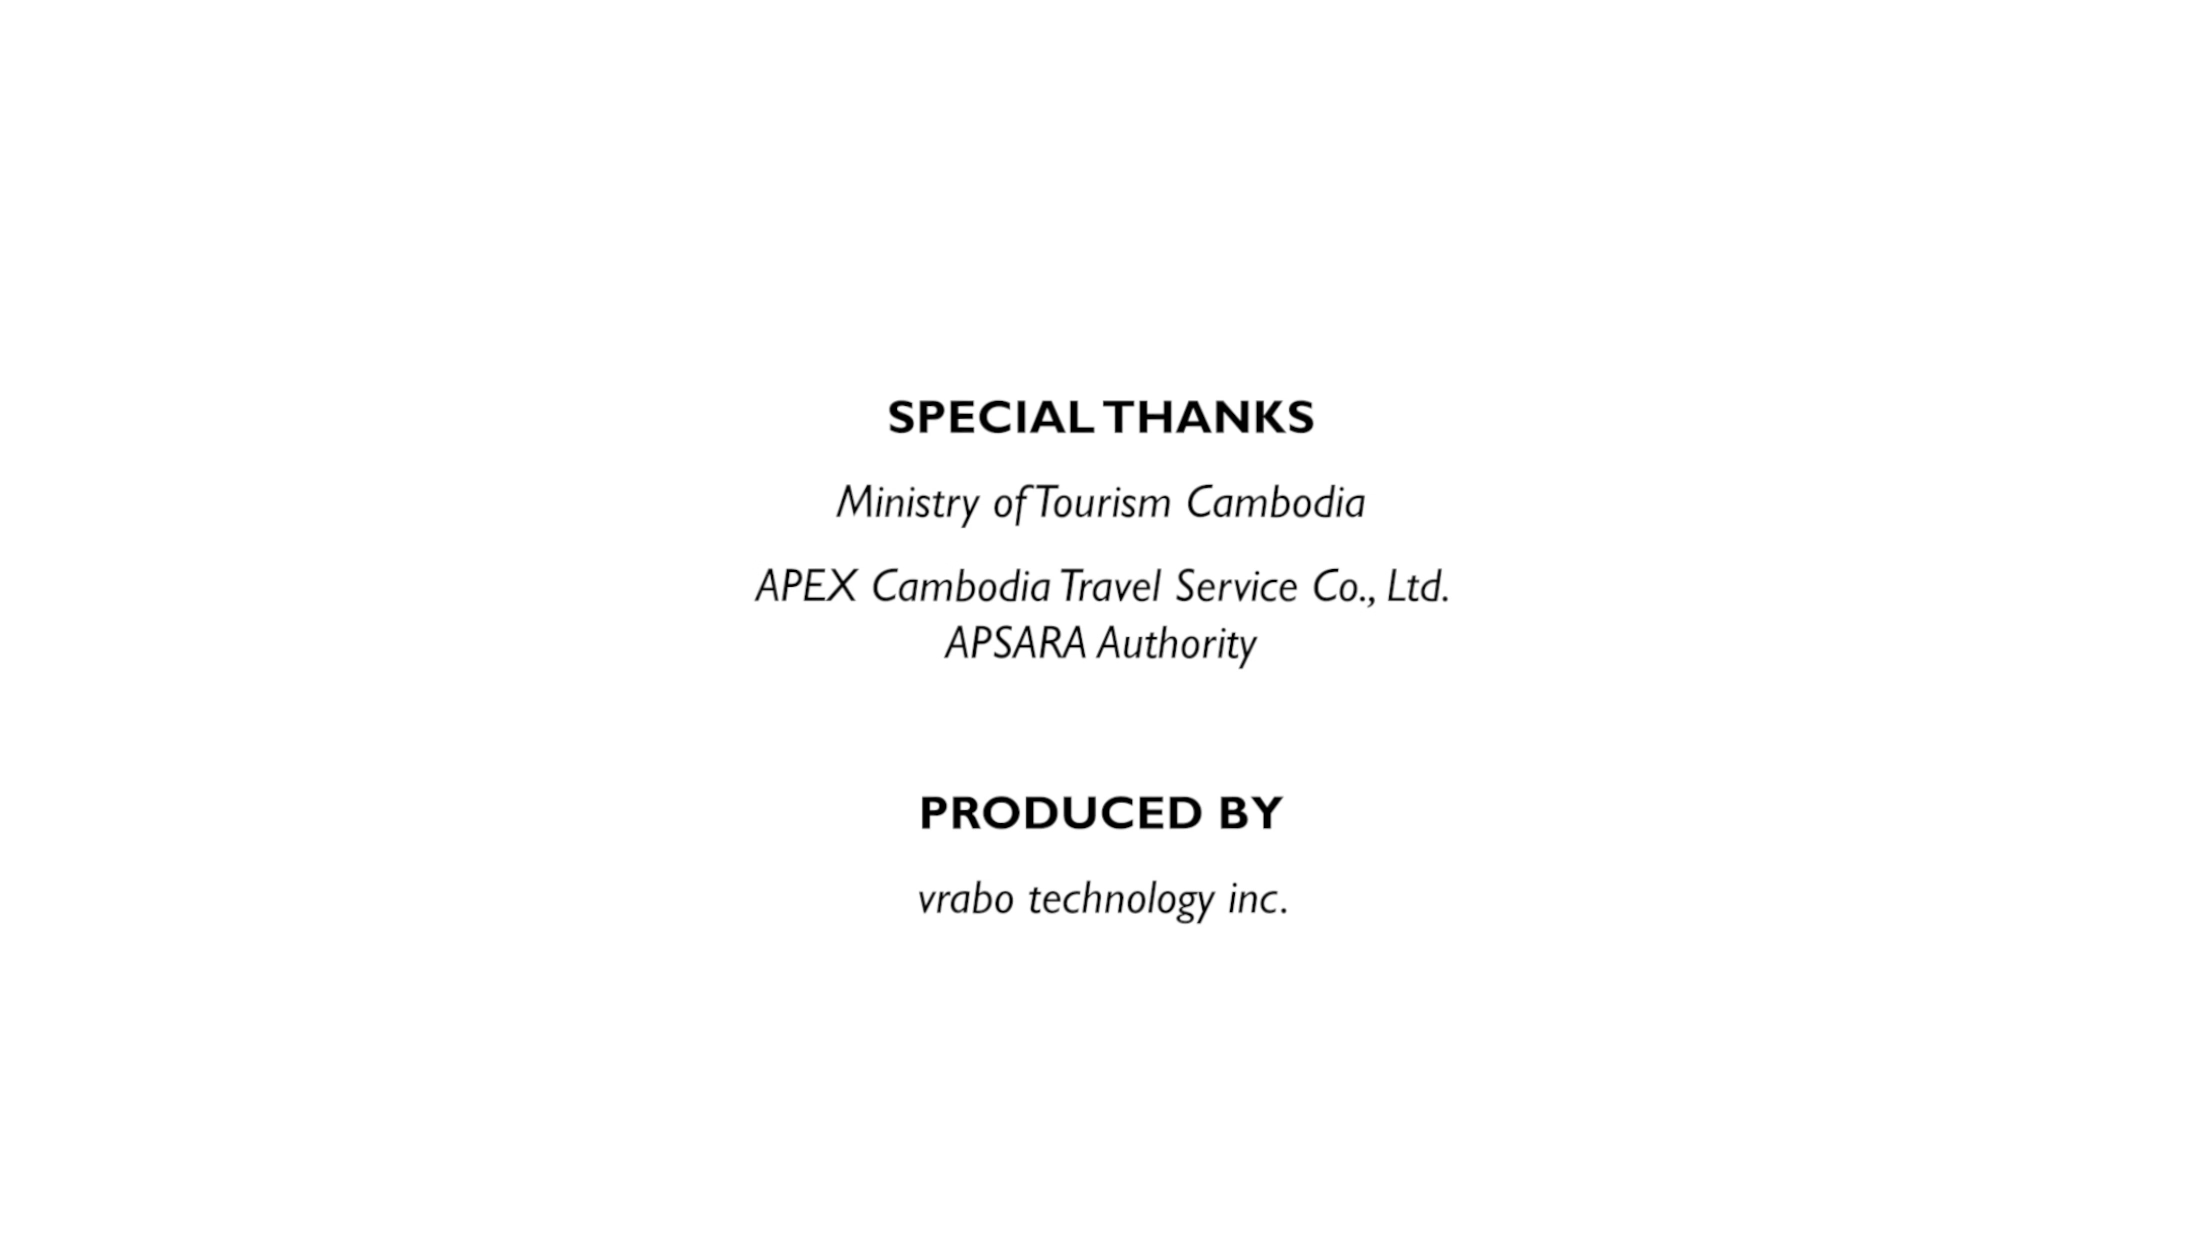 SPECIAL THANKS
Ministry of Tourism Cambodia
APEX Cambodia Travel Service Co., Ltd.
APSARA Authority
PRODUCED BY
vrabo technology inc.